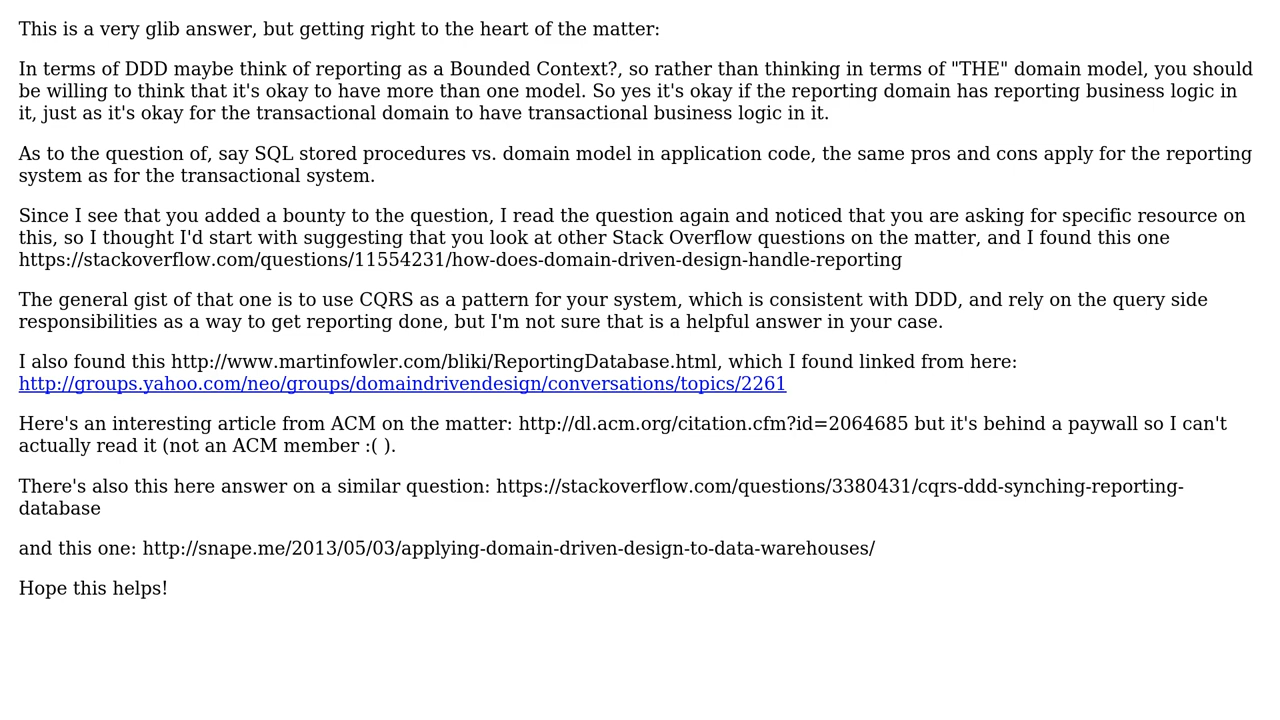 This is a very glib answer, but getting right to the heart of the matter:
In terms of DDD maybe think of reporting as a Bounded Context?, so rather than thinking in terms of "THE" domain model, you should
be willing to think that it's okay to have more than one model. So yes it's okay if the reporting domain has reporting business logic in
it, just as it's okay for the transactional domain to have transactional business logic in it.
As to the question of, say SQL stored procedures vs. domain model in application code, the same pros and cons apply for the reporting
system as for the transactional system.
Since I see that you added a bounty to the question, I read the question again and noticed that you are asking for specific resource on
this, so I thought I'd start with suggesting that you look at other Stack Overflow questions on the matter, and I found this one
https://stackoverflow.com/questions/11554231/how-does-domain-driven-design-handle-reporting
The general gist of that one is to use CQRS as a pattern for your system, which is consistent with DDD, and rely on the query side
responsibilities as a way to get reporting done, but I'm not sure that is a helpful answer in your case.
I also found this http://www.martinfowler.com/bliki/ReportingDatabase.html, which I found linked from here:
http://groups.yahoo.com/neo/groups/domaindrivendesign/conversations/topics/2261
Here's an interesting article from ACM on the matter: http://dl.acm.org/citation.cfm?id=2064685 but it's behind a paywall so I can't
actually read it (not an ACM member :( ).
There's also this here answer on a similar question: https://stackoverflow.com/questions/3380431/cqrs-ddd-synching-reporting-
database
and this one: http://snape.me/2013/05/03/applying-domain-driven-design-to-data-warehouses/
Hope this helps!